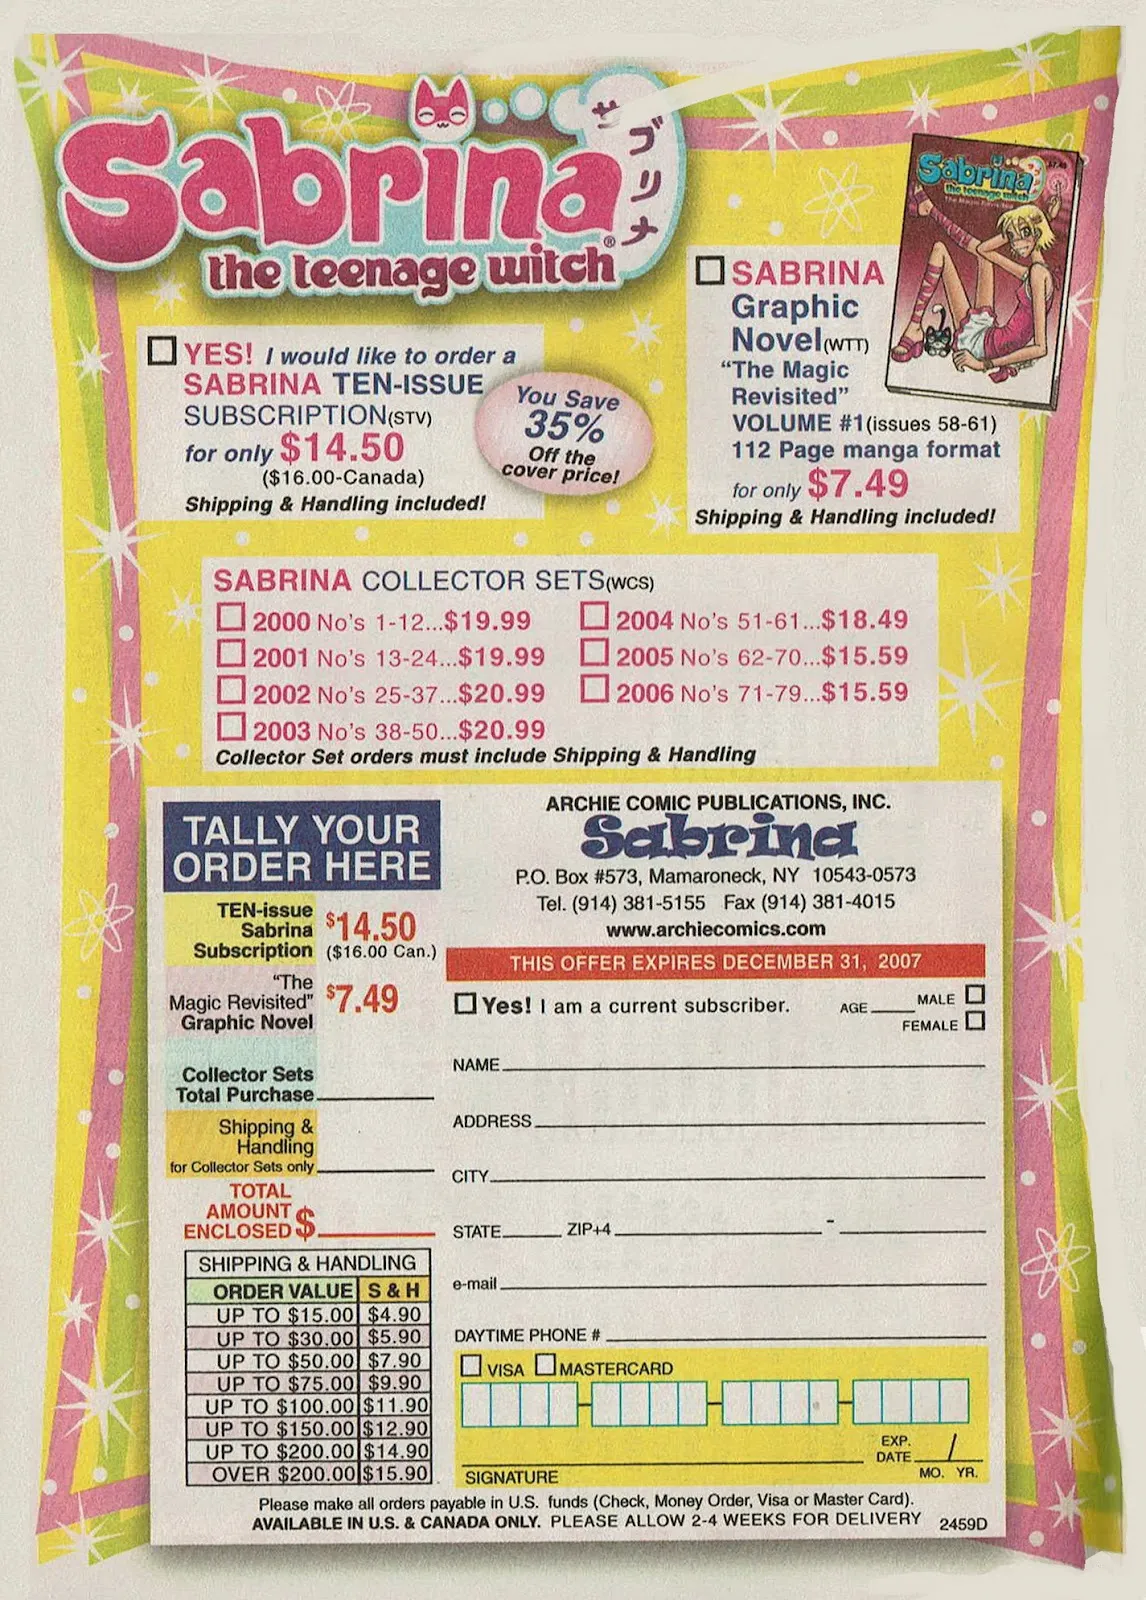 Sabrina
the teenage witch®
サブリナ
$7.49
Sabrina
the teenage witch
The Magic Revisited
YES! I would like to order a
SABRINA TEN-ISSUE
SUBSCRIPTION(STV)
for only $14.50
($16.00-Canada)
Shipping & Handling included!
You Save
35%
Off the
cover price!
SABRINA
Graphic
Novel(WTT)
“The Magic
Revisited”
VOLUME #1(issues 58-61)
112 Page manga format
for only $7.49
Shipping & Handling included!
SABRINA COLLECTOR SETS(WCS)
2000 No's 1-12...$19.99
2001 No's 13-24...$19.99
2002 No's 25-37...$20.99
2003 No's 38-50...$20.99
2004 No's 51-61...$18.49
2005 No's 62-70...$15.59
2006 No's 71-79...$15.59
Collector Set orders must include Shipping & Handling
TALLY YOUR
ORDER HERE
TEN-issue
Sabrina
Subscription
$14.50
($16.00 Can.)
“The
Magic Revisited”
Graphic Novel
$7.49
Collector Sets
Total Purchase
Shipping &
Handling
for Collector Sets only
TOTAL
AMOUNT
ENCLOSED $
SHIPPING & HANDLING
ORDER VALUE S & H
UP TO $15.00 $4.90
UP TO $30.00 $5.90
UP TO $50.00 $7.90
UP TO $75.00 $9.90
UP TO $100.00 $11.90
UP TO $150.00 $12.90
UP TO $200.00 $14.90
OVER $200.00 $15.90
ARCHIE COMIC PUBLICATIONS, INC.
Sabrina
P.O. Box #573, Mamaroneck, NY 10543-0573
Tel. (914) 381-5155 Fax (914) 381-4015
www.archiecomics.com
THIS OFFER EXPIRES DECEMBER 31, 2007
Yes! I am a current subscriber. AGE MALE
FEMALE
NAME
ADDRESS
CITY
STATE ZIP+4 -
e-mail
DAYTIME PHONE #
VISA MASTERCARD
EXP.
DATE /
MO. YR.
SIGNATURE
Please make all orders payable in U.S. funds (Check, Money Order, Visa or Master Card).
AVAILABLE IN U.S. & CANADA ONLY. PLEASE ALLOW 2-4 WEEKS FOR DELIVERY 2459D